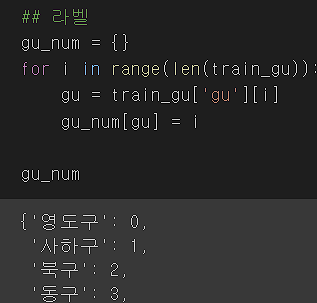 ## 라벨
gu_num = {}
for i in range(len(train_gu)):
    gu = train_gu['gu'][i]
    gu_num[gu] = i

gu_num

{'영도구': 0,
 '사하구': 1,
 '북구': 2,
 '동구': 3,